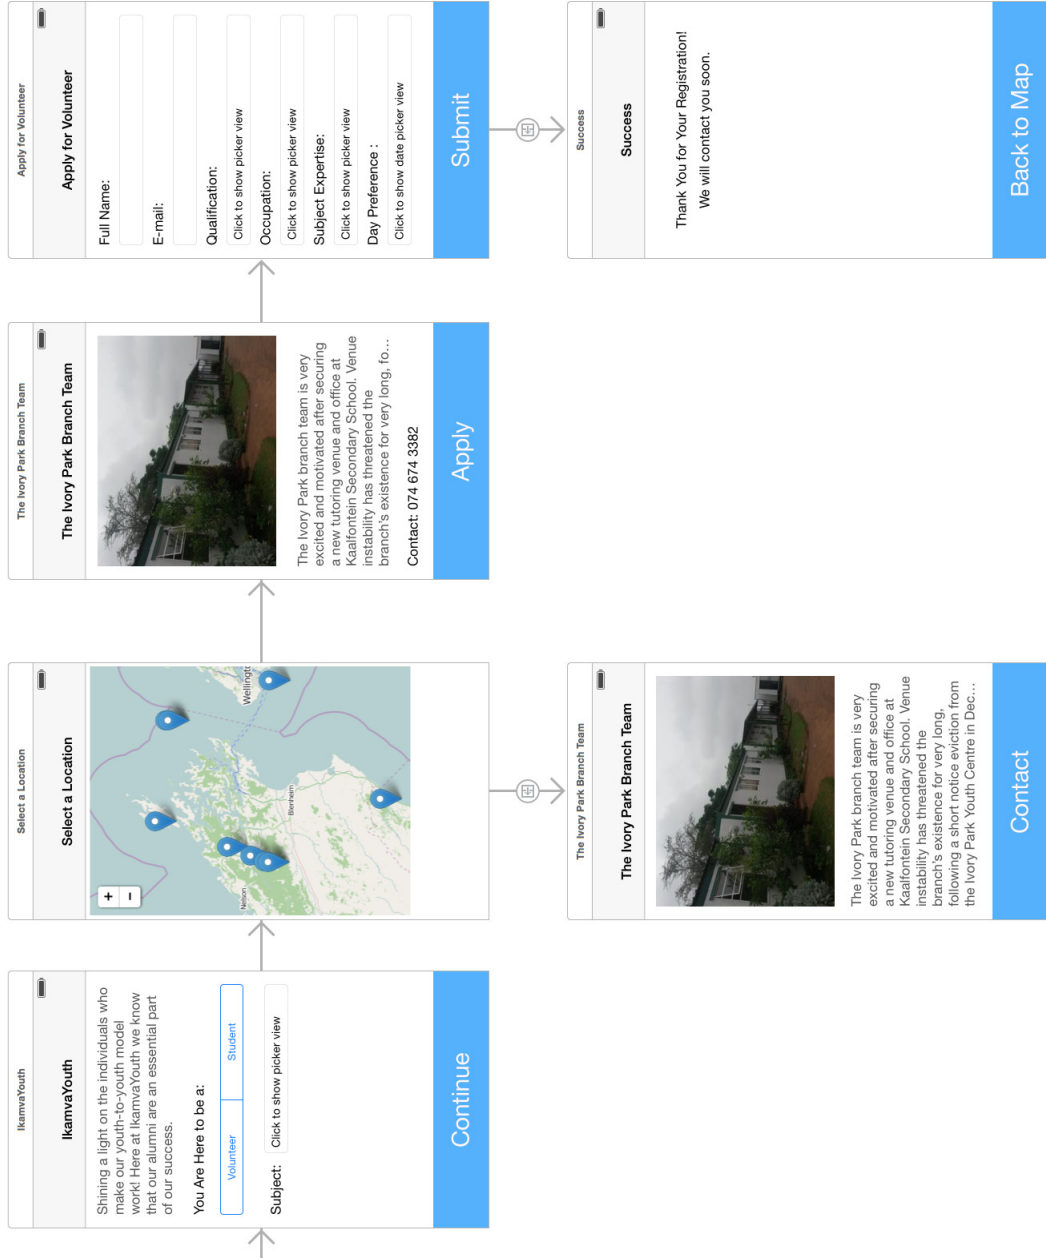 IkamvaYouth
IkamvaYouth
Shining a light on the individuals who
make our youth-to-youth model
work! Here at IkamvaYouth we know
that our alumni are an essential part
of our success.
You Are Here to be a:
Volunteer
Student
Subject:
Click to show picker view
Continue
Select a Location
Select a Location
+
−
Nelson
Blenheim
Wellingto
The Ivory Park Branch Team
The Ivory Park Branch Team
The Ivory Park branch team is very
excited and motivated after securing
a new tutoring venue and office at
Kaalfontein Secondary School. Venue
instability has threatened the
branch's existence for very long, fo…
Contact: 074 674 3382
Apply
Apply for Volunteer
Apply for Volunteer
Full Name:
E-mail:
Qualification:
Click to show picker view
Occupation:
Click to show picker view
Subject Expertise:
Click to show picker view
Day Preference :
Click to show date picker view
Submit
The Ivory Park Branch Team
The Ivory Park Branch Team
The Ivory Park branch team is very
excited and motivated after securing
a new tutoring venue and office at
Kaalfontein Secondary School. Venue
instability has threatened the
branch's existence for very long,
following a short notice eviction from
the Ivory Park Youth Centre in Dec…
Contact
Success
Success
Thank You for Your Registration!
We will contact you soon.
Back to Map